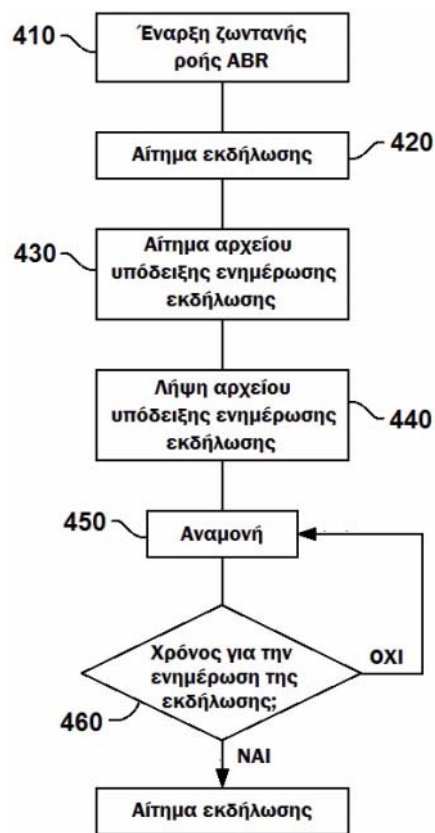 410
Έναρξη ζωντανής
ροής ABR
Αίτημα εκδήλωσης
420
430
Αίτημα αρχείου
υπόδειξης ενημέρωσης
εκδήλωσης
Λήψη αρχείου
υπόδειξης ενημέρωσης
εκδήλωσης
440
450
Αναμονή
Χρόνος για την
ενημέρωση της
εκδήλωσης;
ΟΧΙ
460
ΝΑΙ
Αίτημα εκδήλωσης